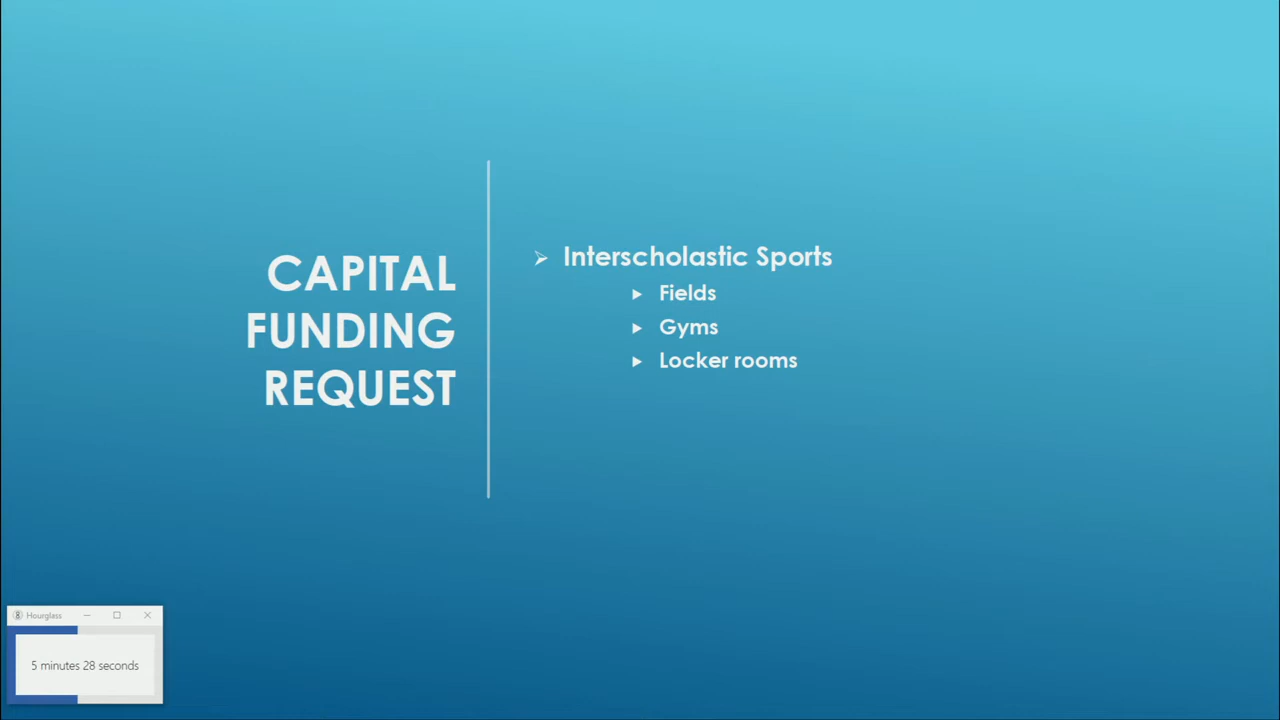 CAPITAL
FUNDING
REQUEST
Interscholastic Sports
Fields
Gyms
Locker rooms
Hourglass
5 minutes 28 seconds